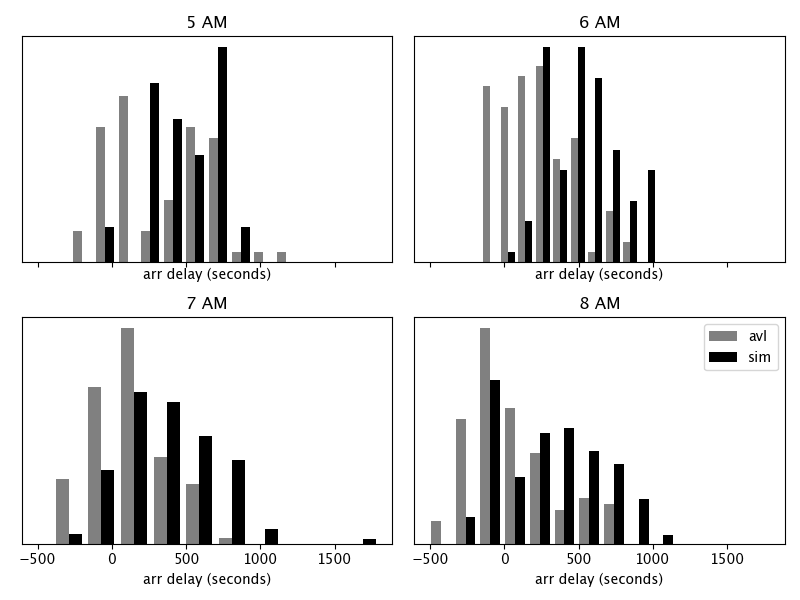 5 AM
6 AM
arr delay (seconds)
arr delay (seconds)
7 AM
8 AM
avl
sim
−500 0 500 1000 1500
−500 0 500 1000 1500
arr delay (seconds)
arr delay (seconds)